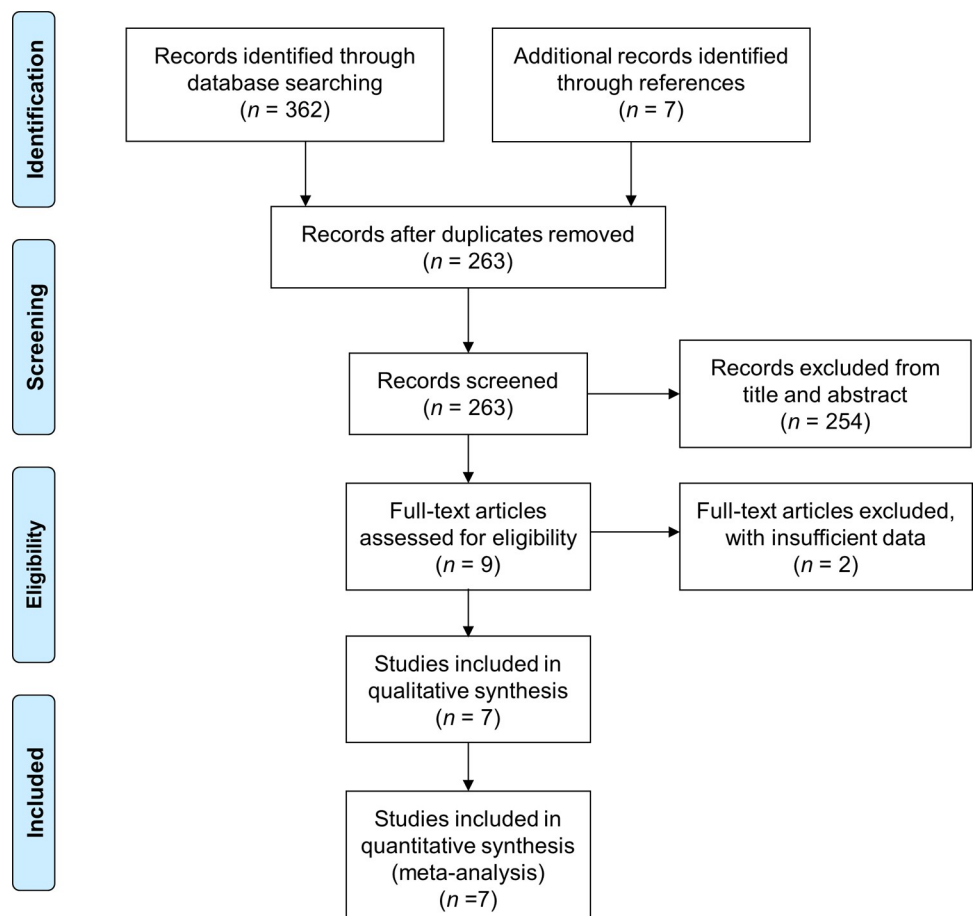 Identification
Records identified through
database searching
(n = 362)
Additional records identified
through references
(n = 7)
Records after duplicates removed
(n = 263)
Screening
Records screened
(n = 263)
Records excluded from
title and abstract
(n = 254)
Eligibility
Full-text articles
assessed for eligibility
(n = 9)
Full-text articles excluded,
with insufficient data
(n = 2)
Studies included in
qualitative synthesis
(n = 7)
Included
Studies included in
quantitative synthesis
(meta-analysis)
(n =7)